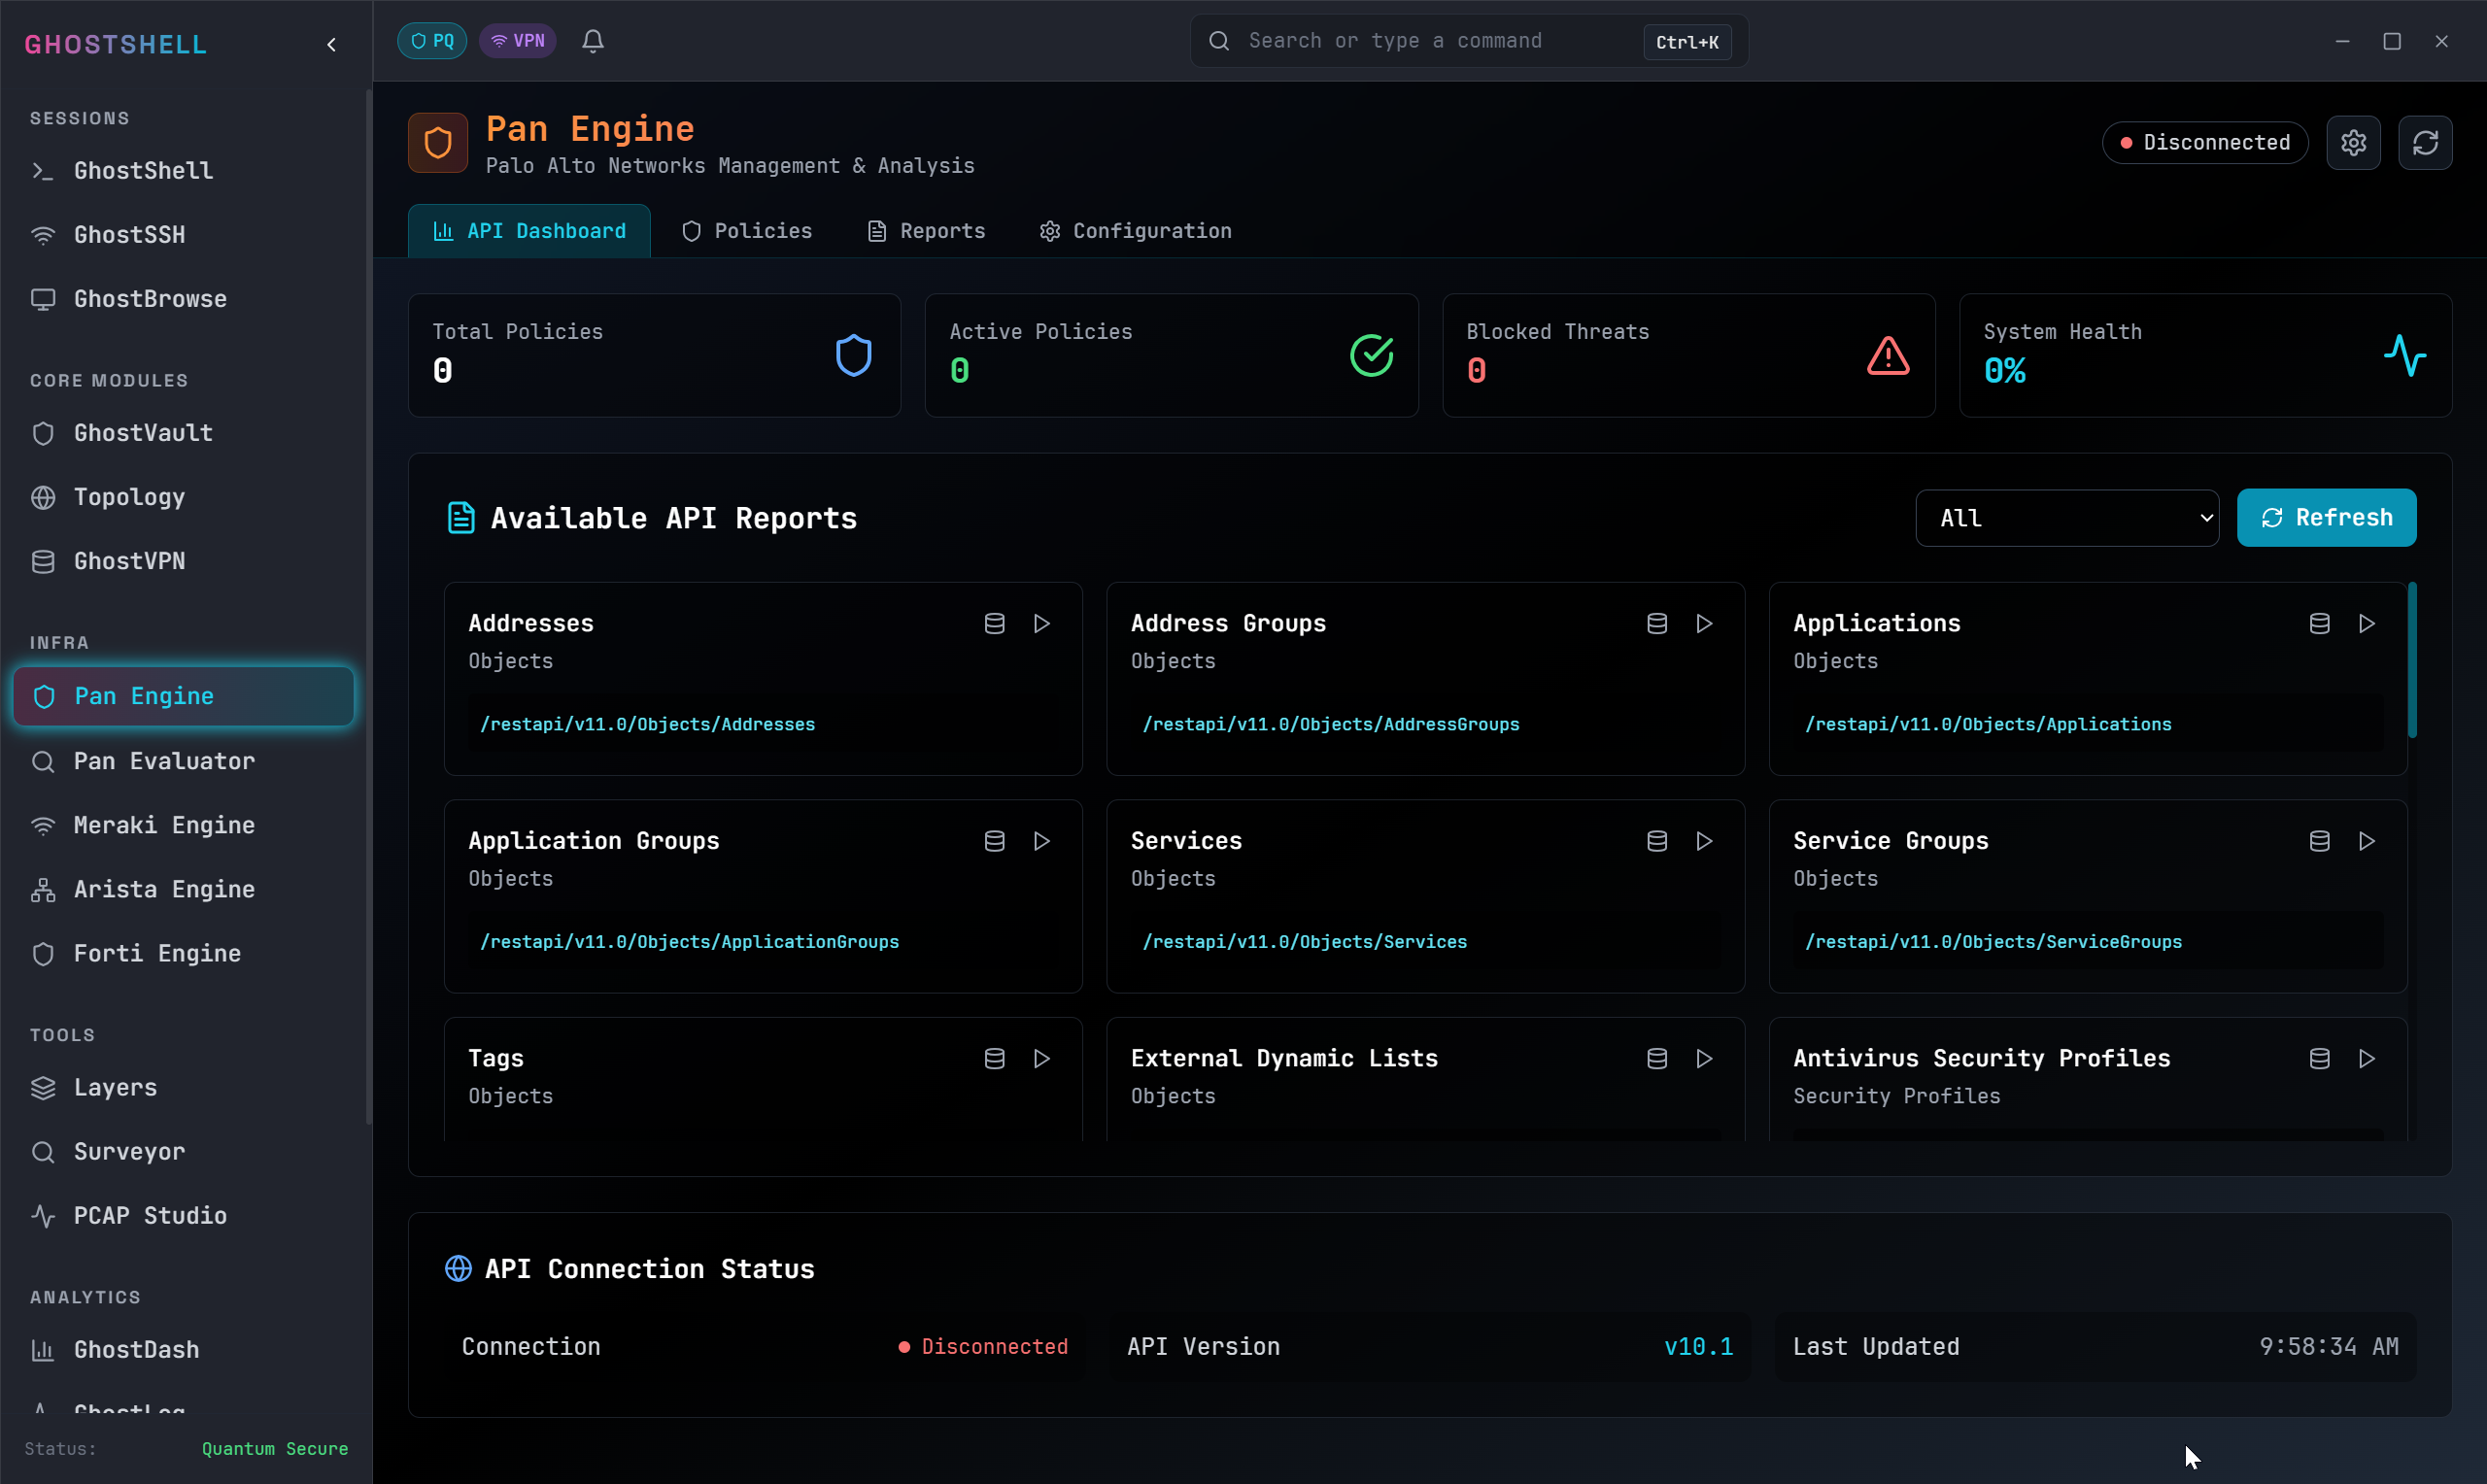 GHOSTSHELL
PQ
VPN
Search or type a command
Ctrl+K
SESSIONS
GhostShell
GhostSSH
GhostBrowse
CORE MODULES
GhostVault
Topology
GhostVPN
INFRA
Pan Engine
Pan Evaluator
Meraki Engine
Arista Engine
Forti Engine
TOOLS
Layers
Surveyor
PCAP Studio
ANALYTICS
GhostDash
GhostLog
Status:
Quantum Secure
Pan Engine
Palo Alto Networks Management & Analysis
Disconnected
API Dashboard
Policies
Reports
Configuration
Total Policies
0
Active Policies
0
Blocked Threats
0
System Health
0%
Available API Reports
All
Refresh
Addresses
Objects
/restapi/v11.0/Objects/Addresses
Address Groups
Objects
/restapi/v11.0/Objects/AddressGroups
Applications
Objects
/restapi/v11.0/Objects/Applications
Application Groups
Objects
/restapi/v11.0/Objects/ApplicationGroups
Services
Objects
/restapi/v11.0/Objects/Services
Service Groups
Objects
/restapi/v11.0/Objects/ServiceGroups
Tags
Objects
External Dynamic Lists
Objects
Antivirus Security Profiles
Security Profiles
API Connection Status
Connection
Disconnected
API Version
v10.1
Last Updated
9:58:34 AM